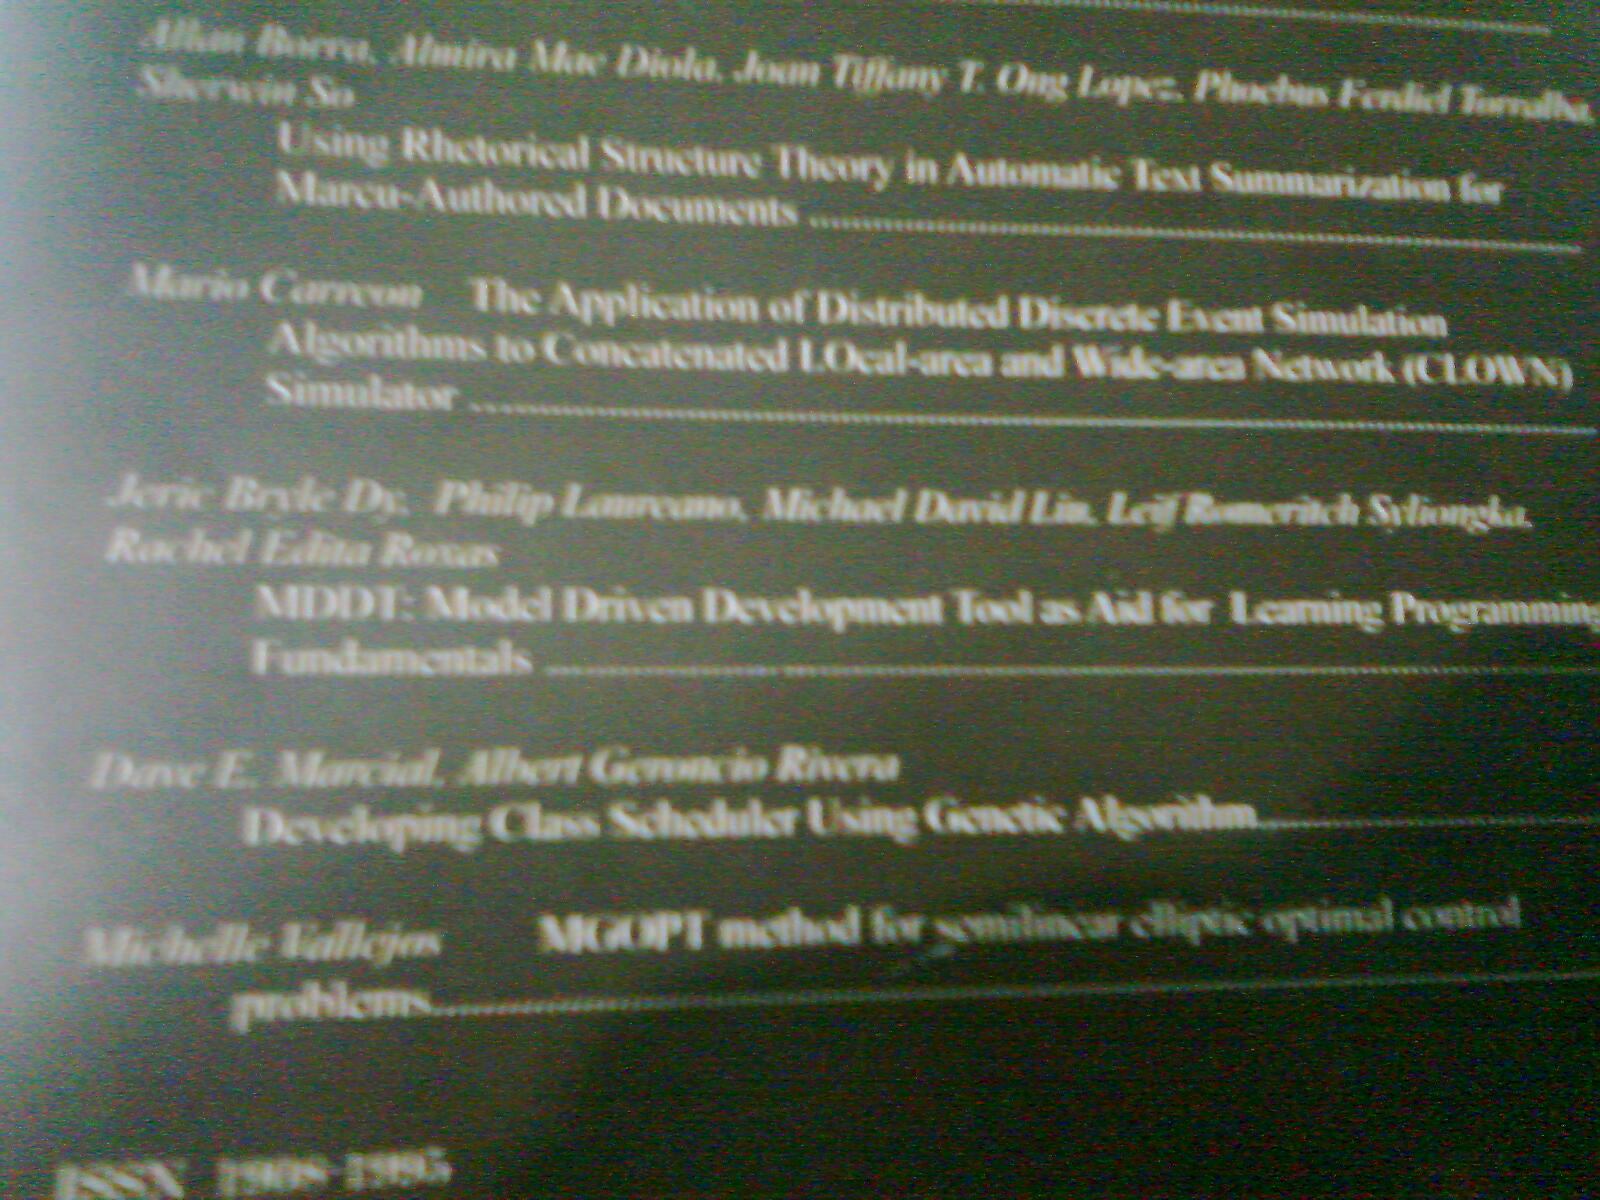 Allan Borra, Almira Mae Diola, Joan Tiffany T. Ong Lopez, Phoebus Ferdiel Torralba,
Sherwin So
Using Rhetorical Structure Theory in Automatic Text Summarization for
Marcu-Authored Documents
Mario Carreon The Application of Distributed Discrete Event Simulation
Algorithms to Concatenated LOcal-area and Wide-area Network (CLOWN)
Simulator
Jeric Bryle Dy, Philip Laureano, Michael David Liu, Leif Romeritch Syliongka,
Rachel Edita Roxas
MDDT: Model Driven Development Tool as Aid for Learning Programming
Fundamentals
Dave E. Marcial, Albert Geroncio Rivera
Developing Class Scheduler Using Genetic Algorithm
Michelle Vallejos MGOPT method for semilinear elliptic optimal control
problems
ISSN 1908-1995